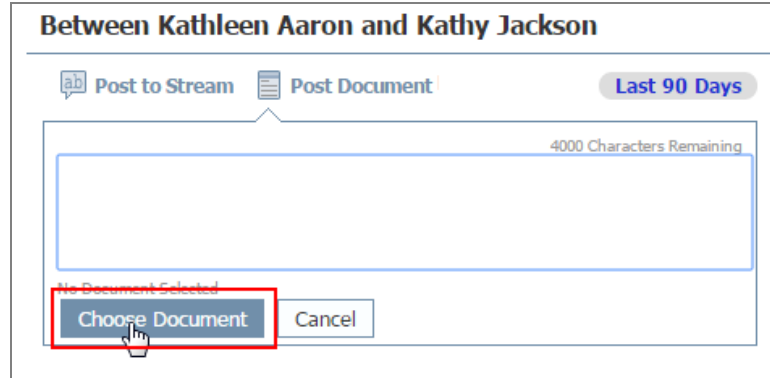 Between Kathleen Aaron and Kathy Jackson
ab Post to Stream Post Document Last 90 Days
4000 Characters Remaining
No Document Selected
Choose Document Cancel